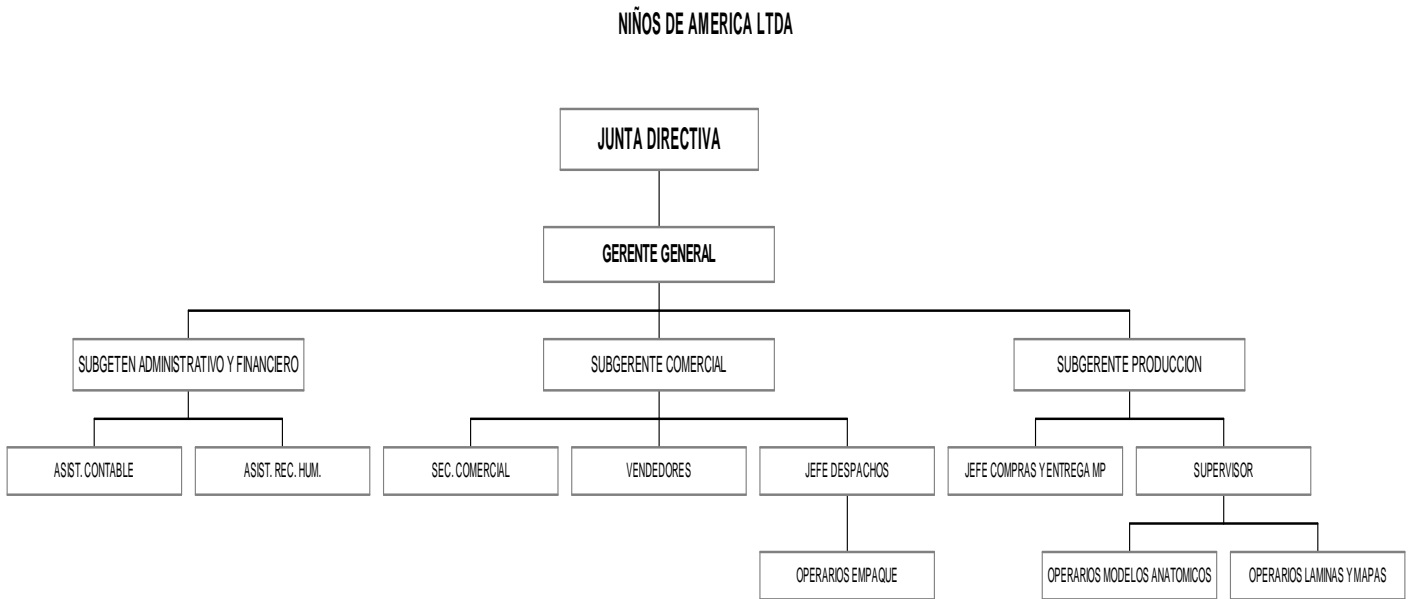 NIÑOS DE AMERICA LTDA
JUNTA DIRECTIVA
GERENTE GENERAL
SUBGETEN ADMINISTRATIVO Y FINANCIERO
SUBGERENTE COMERCIAL
SUBGERENTE PRODUCCION
ASIST. CONTABLE
ASIST. REC. HUM.
SEC. COMERCIAL
VENDEDORES
JEFE DESPACHOS
JEFE COMPRAS Y ENTREGA MP
SUPERVISOR
OPERARIOS EMPAQUE
OPERARIOS MODELOS ANATOMICOS
OPERARIOS LAMINAS Y MAPAS